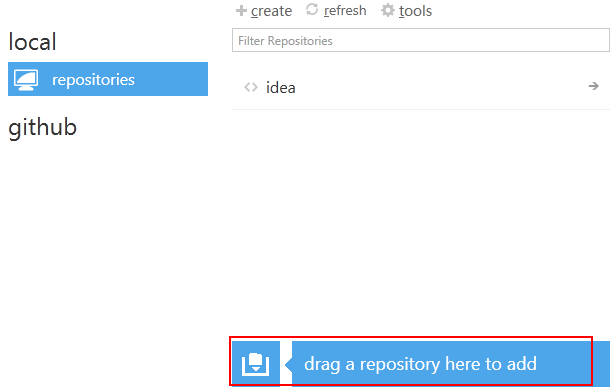 create refresh tools
local
Filter Repositories
repositories
idea
github
drag a repository here to add